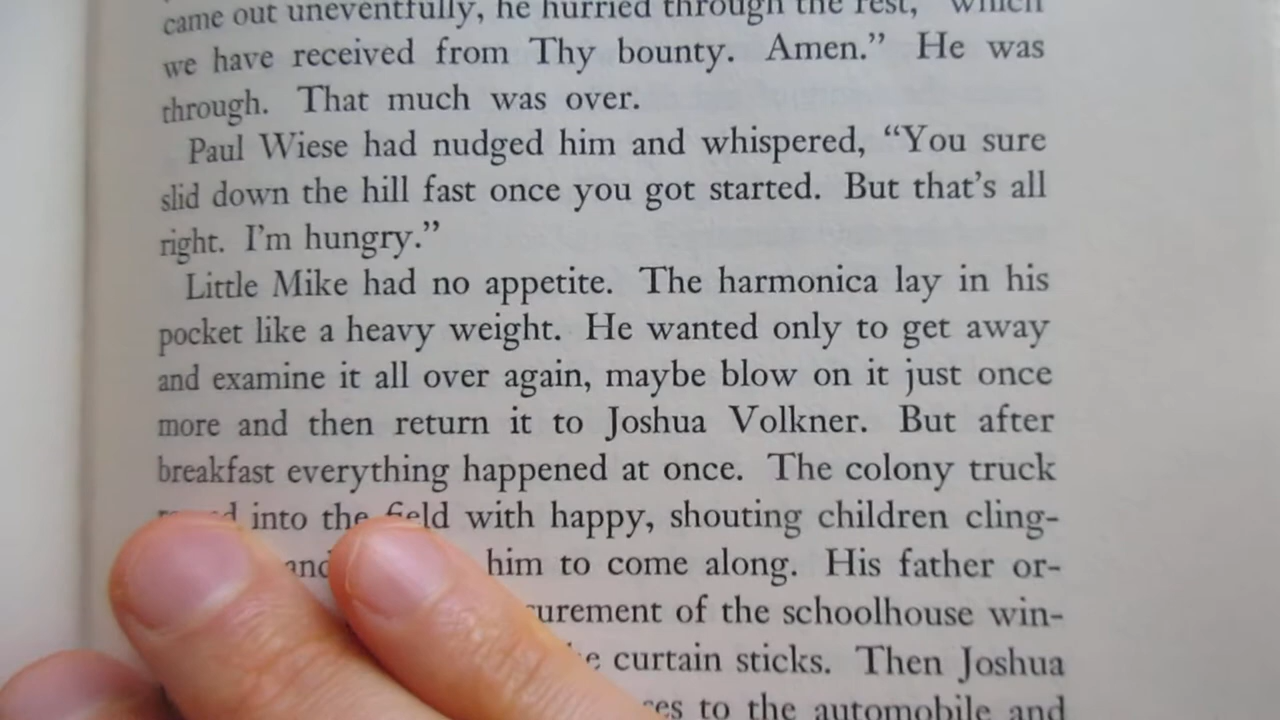 came out uneventfully, he hurried through the rest, "which
we have received from Thy bounty. Amen." He was
through. That much was over.
Paul Wiese had nudged him and whispered, "You sure
slid down the hill fast once you got started. But that's all
right. I'm hungry."
Little Mike had no appetite. The harmonica lay in his
pocket like a heavy weight. He wanted only to get away
and examine it all over again, maybe blow on it just once
more and then return it to Joshua Volkner. But after
breakfast everything happened at once. The colony truck
into the field with happy, shouting children cling-
him to come along. His father or-
of the schoolhouse win-
curtain sticks. Then Joshua
to the automobile and